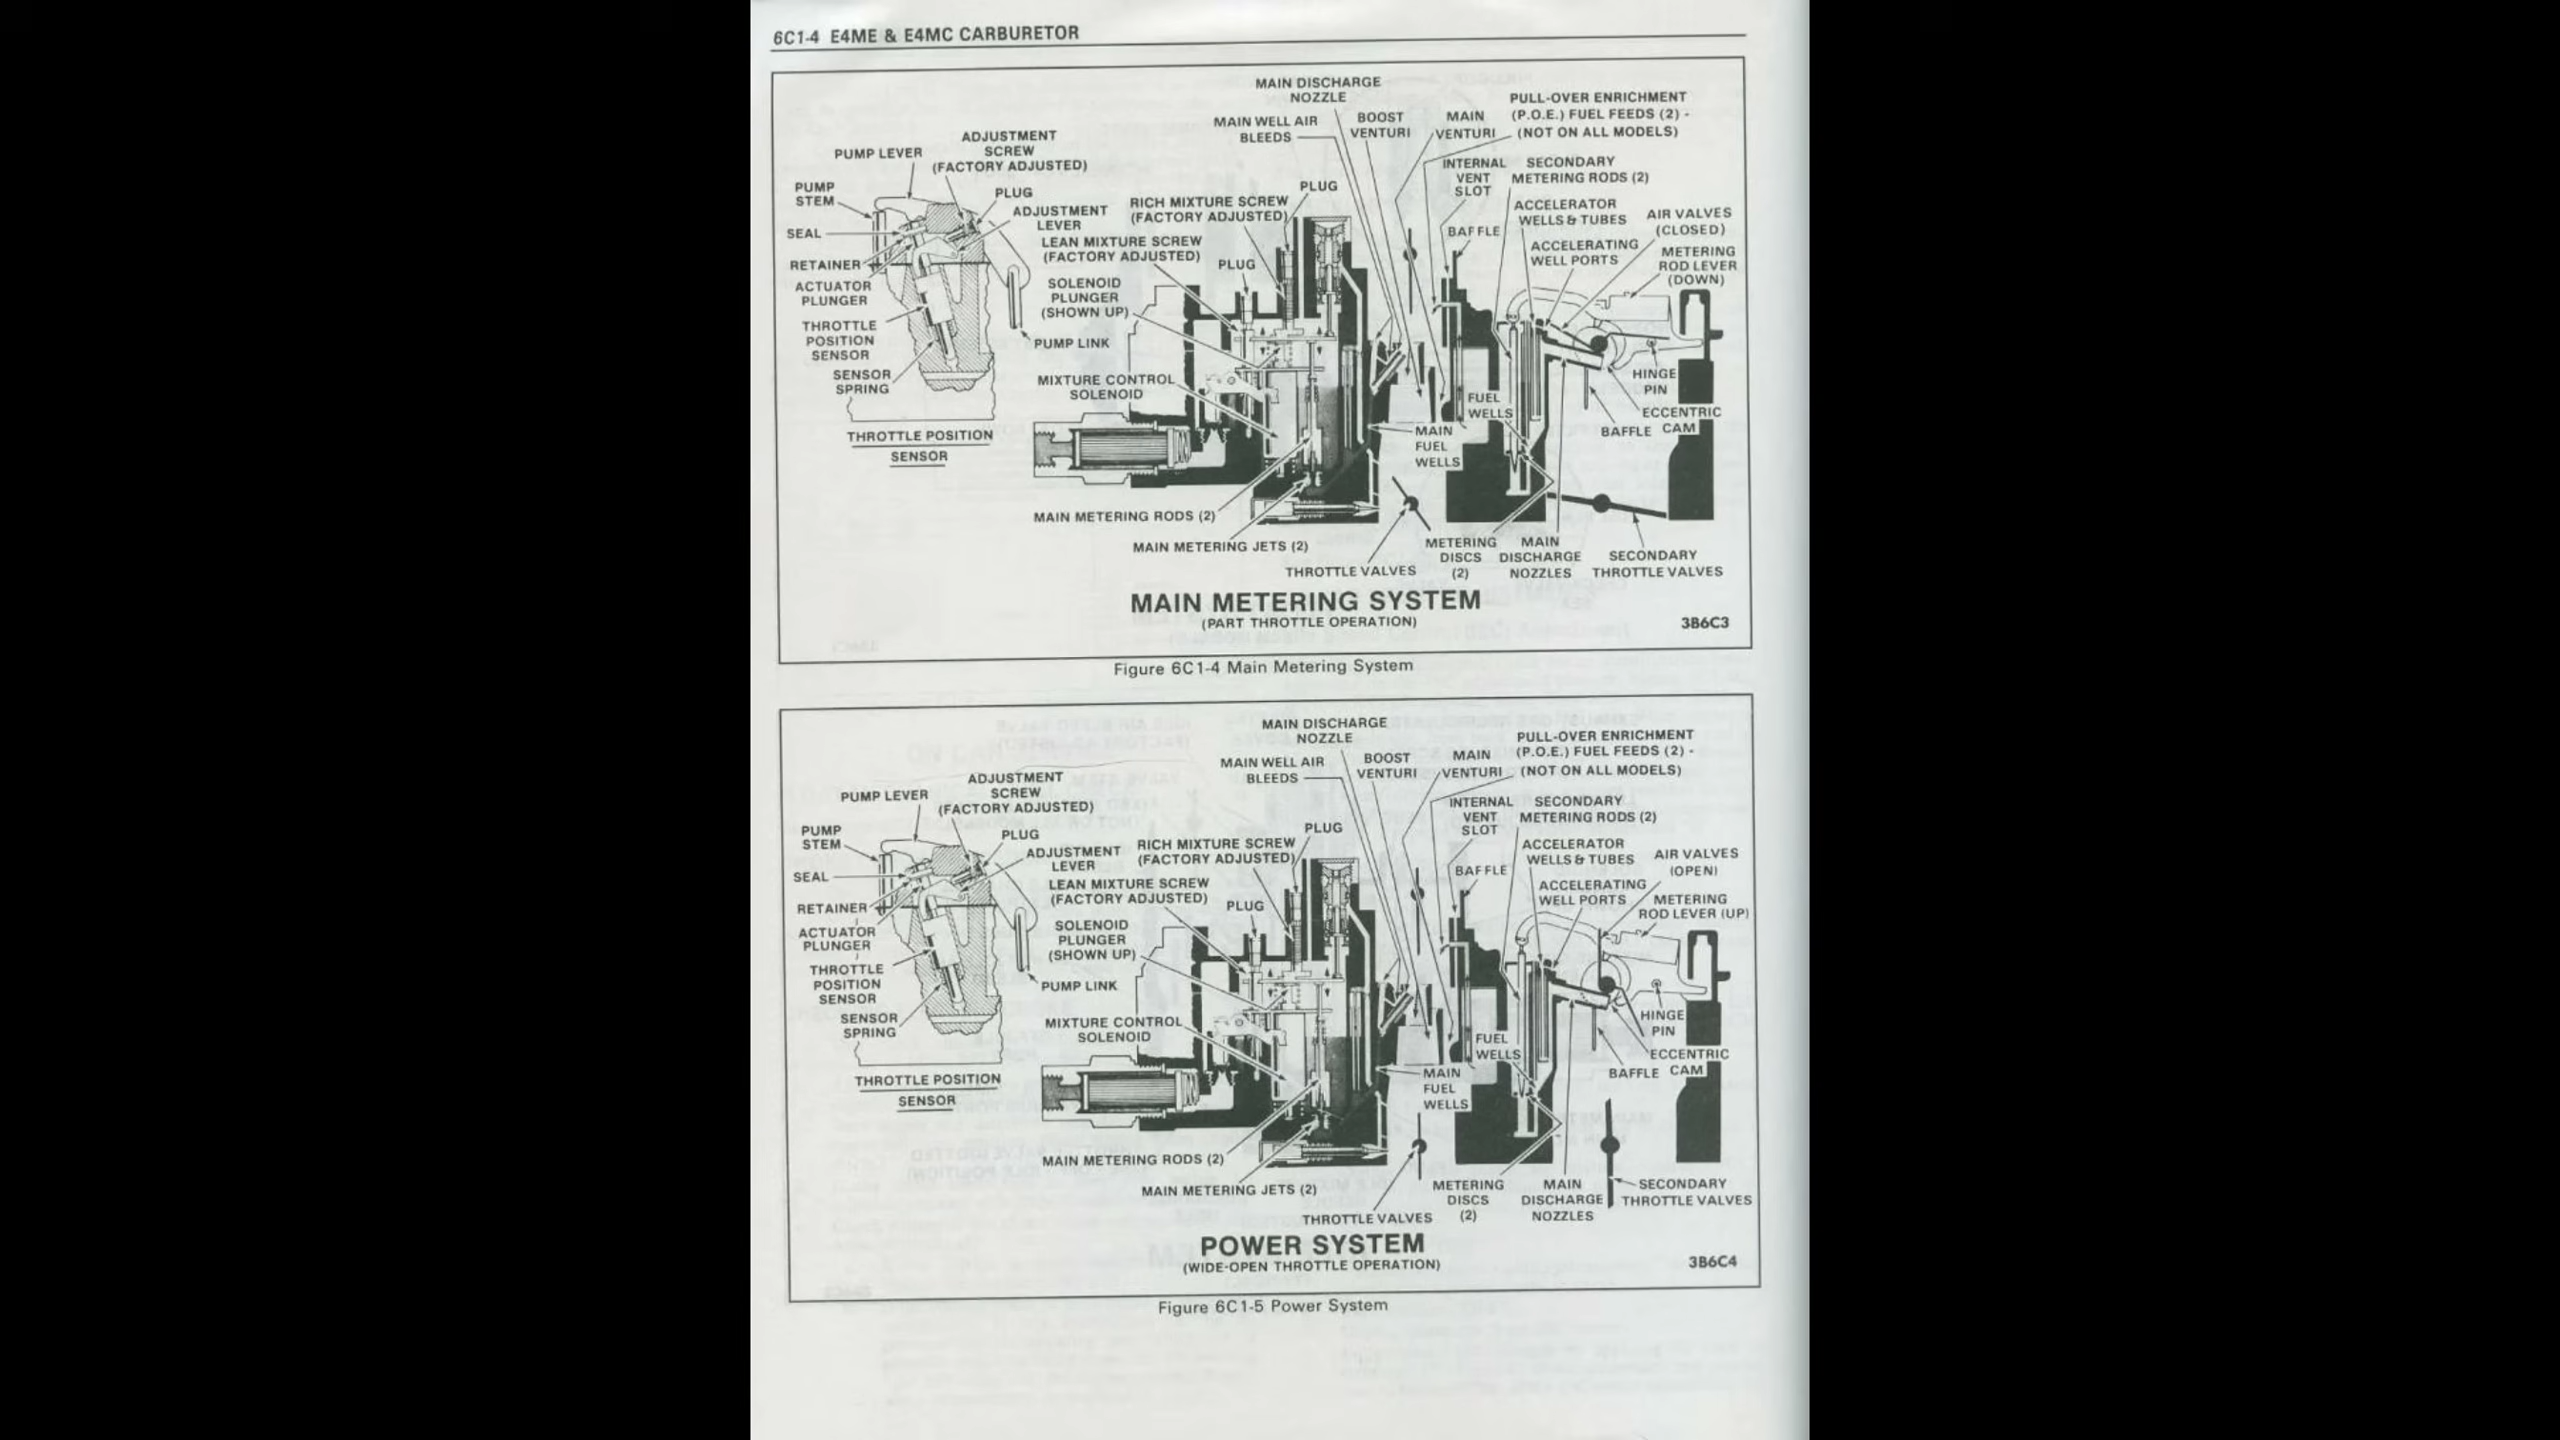 6C1-4 E4ME & E4MC CARBURETOR
MAIN DISCHARGE
NOZZLE
MAIN WELL AIR
BLEEDS
BOOST
VENTURI
MAIN
VENTURI
PULL-OVER ENRICHMENT
(P.O.E.) FUEL FEEDS (2) -
(NOT ON ALL MODELS)
ADJUSTMENT
SCREW
(FACTORY ADJUSTED)
PUMP LEVER
PUMP
STEM
PLUG
ADJUSTMENT
LEVER
SEAL
RETAINER
ACTUATOR
PLUNGER
THROTTLE
POSITION
SENSOR
SENSOR
SPRING
PUMP LINK
THROTTLE POSITION
SENSOR
PLUG
RICH MIXTURE SCREW
(FACTORY ADJUSTED)
LEAN MIXTURE SCREW
(FACTORY ADJUSTED)
PLUG
SOLENOID
PLUNGER
(SHOWN UP)
MIXTURE CONTROL
SOLENOID
INTERNAL
VENT
SLOT
SECONDARY
METERING RODS (2)
ACCELERATOR
WELLS & TUBES
AIR VALVES
(CLOSED)
BAFFLE
ACCELERATING
WELL PORTS
METERING
ROD LEVER
(DOWN)
HINGE
PIN
FUEL
WELLS
ECCENTRIC
CAM
BAFFLE
MAIN
FUEL
WELLS
MAIN METERING RODS (2)
MAIN METERING JETS (2)
THROTTLE VALVES
METERING
DISCS
(2)
MAIN
DISCHARGE
NOZZLES
SECONDARY
THROTTLE VALVES
MAIN METERING SYSTEM
(PART THROTTLE OPERATION)
3B6C3
Figure 6C1-4 Main Metering System
MAIN DISCHARGE
NOZZLE
MAIN WELL AIR
BLEEDS
BOOST
VENTURI
MAIN
VENTURI
PULL-OVER ENRICHMENT
(P.O.E.) FUEL FEEDS (2) -
(NOT ON ALL MODELS)
ADJUSTMENT
SCREW
(FACTORY ADJUSTED)
PUMP LEVER
PUMP
STEM
PLUG
ADJUSTMENT
LEVER
SEAL
RETAINER
ACTUATOR
PLUNGER
THROTTLE
POSITION
SENSOR
SENSOR
SPRING
PUMP LINK
THROTTLE POSITION
SENSOR
PLUG
RICH MIXTURE SCREW
(FACTORY ADJUSTED)
LEAN MIXTURE SCREW
(FACTORY ADJUSTED)
PLUG
SOLENOID
PLUNGER
(SHOWN UP)
MIXTURE CONTROL
SOLENOID
INTERNAL
VENT
SLOT
SECONDARY
METERING RODS (2)
ACCELERATOR
WELLS & TUBES
AIR VALVES
(OPEN)
BAFFLE
ACCELERATING
WELL PORTS
METERING
ROD LEVER (UP)
HINGE
PIN
FUEL
WELLS
ECCENTRIC
CAM
BAFFLE
MAIN
FUEL
WELLS
MAIN METERING RODS (2)
MAIN METERING JETS (2)
THROTTLE VALVES
METERING
DISCS
(2)
MAIN
DISCHARGE
NOZZLES
SECONDARY
THROTTLE VALVES
POWER SYSTEM
(WIDE-OPEN THROTTLE OPERATION)
3B6C4
Figure 6C1-5 Power System